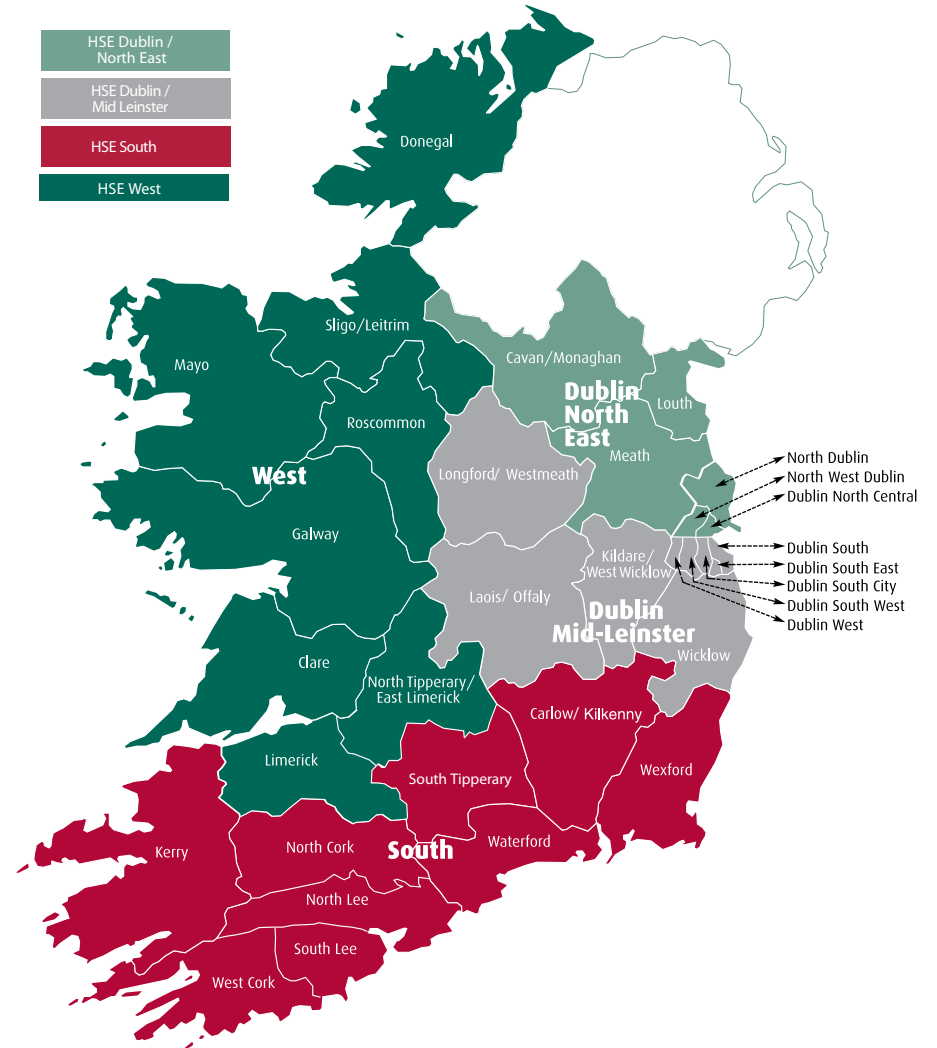 HSE Dublin /
North East
HSE Dublin /
Mid Leinster
HSE South
HSE West
Donegal
Sligo/Leitrim
Mayo
Cavan/Monaghan
Dublin
North
East
Louth
Roscommon
Meath
North Dublin
West
Longford/ Westmeath
North West Dublin
Dublin North Central
Galway
Dublin South
Kildare/
West Wicklow
Dublin South East
Dublin South City
Laois/ Offaly
Dublin South West
Dublin
Mid-Leinster
Dublin West
Clare
Wicklow
North Tipperary/
East Limerick
Carlow/ Kilkenny
Limerick
South Tipperary
Wexford
Kerry
North Cork
South
Waterford
North Lee
South Lee
West Cork